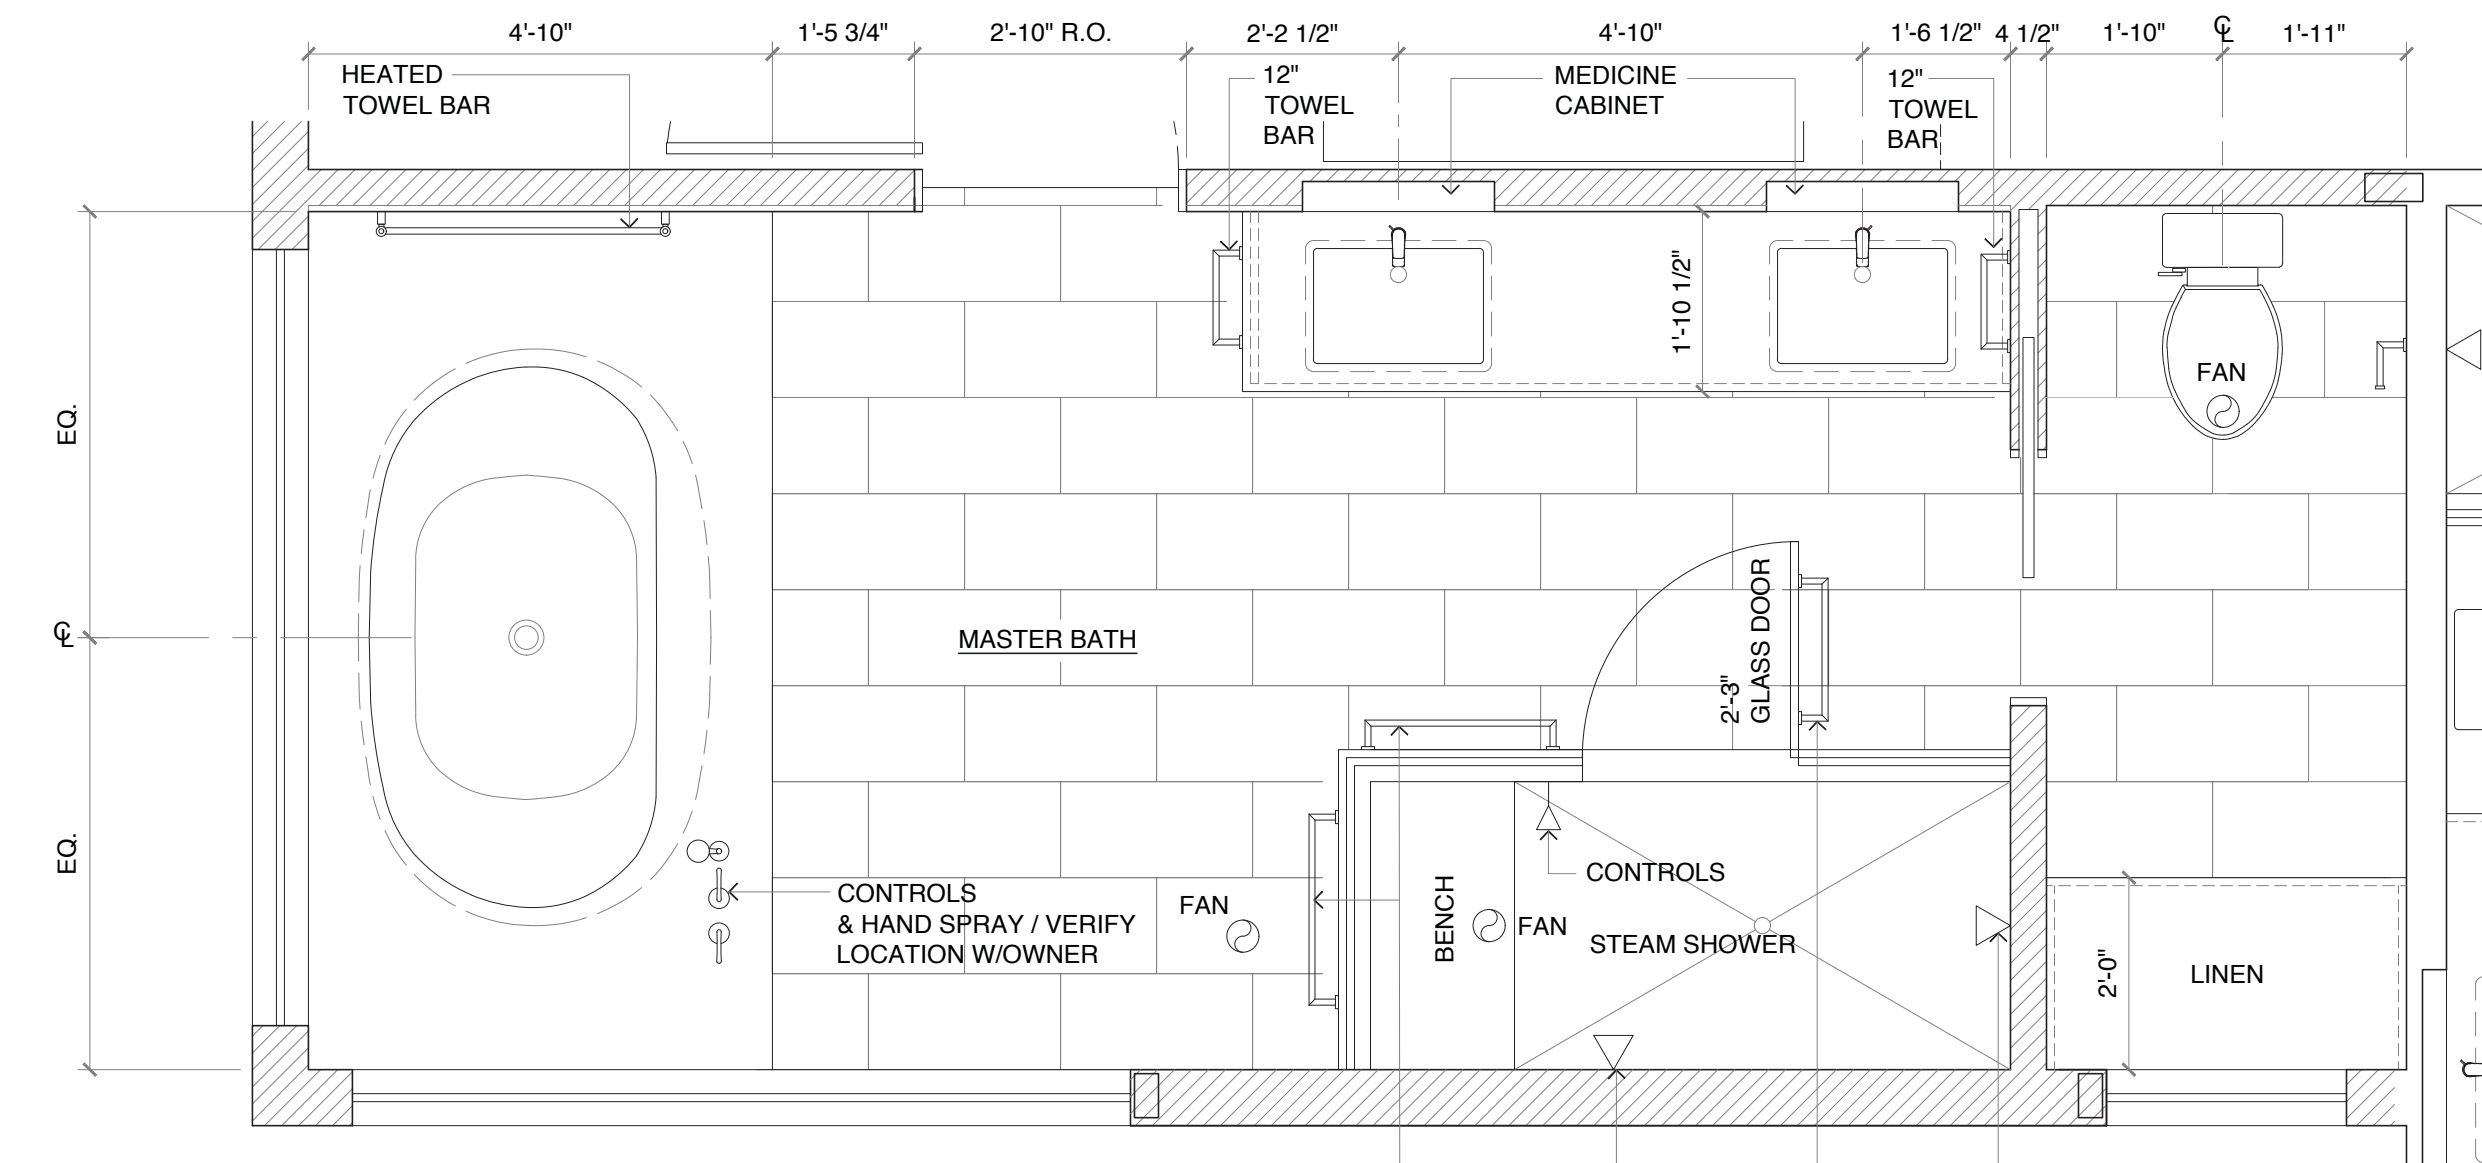 4'-10"
1'-5 3/4"
2'-10" R.O.
2'-2 1/2"
4'-10"
1'-6 1/2"
4 1/2"
1'-10"
℄
1'-11"
HEATED
TOWEL BAR
12"
TOWEL
BAR
MEDICINE
CABINET
12"
TOWEL
BAR
1'-10 1/2"
FAN
EQ.
℄
EQ.
MASTER BATH
2'-3"
GLASS DOOR
CONTROLS
& HAND SPRAY / VERIFY
LOCATION W/OWNER
FAN
BENCH
FAN
CONTROLS
STEAM SHOWER
2'-0"
LINEN